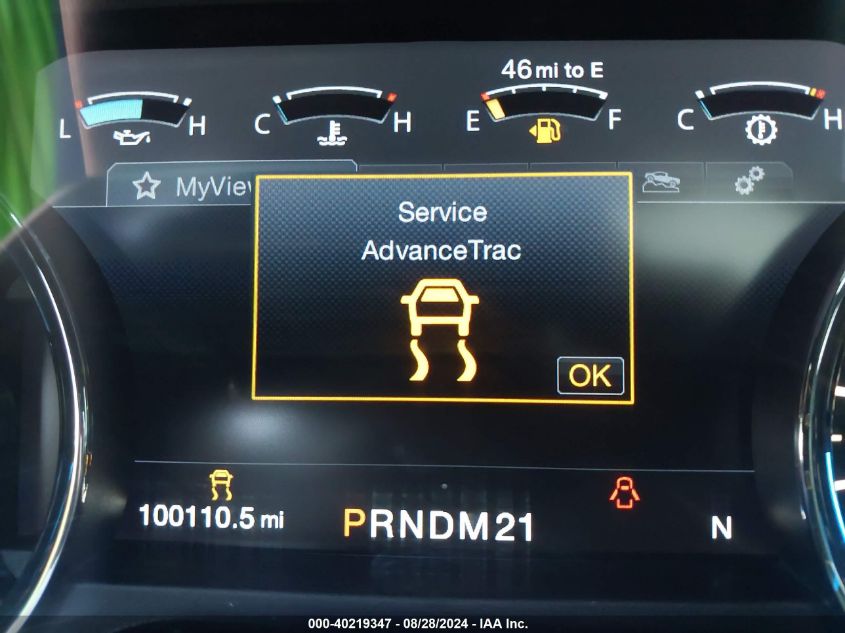 46 mi to E
L H C H E F C H
MyView
Service
AdvanceTrac
OK
100110.5 mi PRNDM21 N
000-40219347 - 08/28/2024 - IAA Inc.